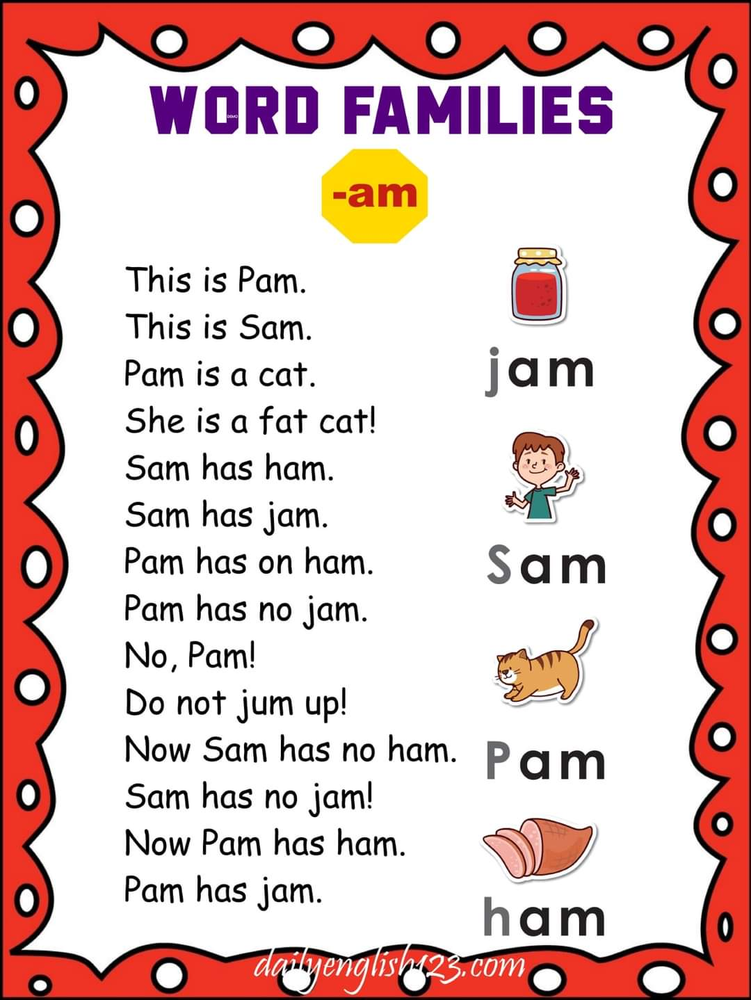 WORD FAMILIES
DEMO
-am
This is Pam.
This is Sam.
Pam is a cat.
She is a fat cat!
Sam has ham.
Sam has jam.
Pam has on ham.
Pam has no jam.
No, Pam!
Do not jum up!
Now Sam has no ham.
Sam has no jam!
Now Pam has ham.
Pam has jam.
jam
Sam
Pam
ham
dailyenglish123.com